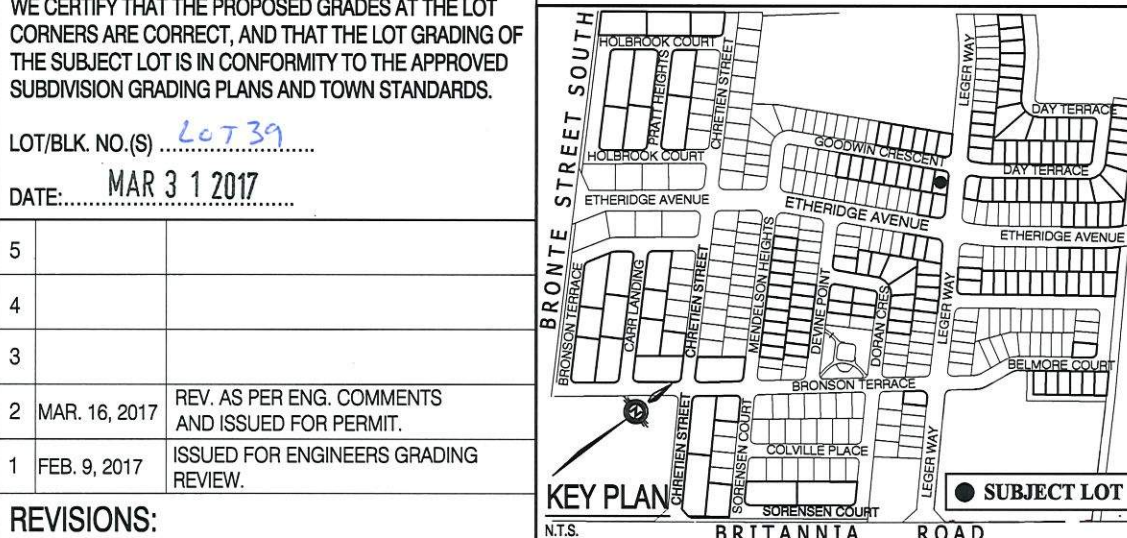 WE CERTIFY THAT THE PROPOSED GRADES AT THE LOT
CORNERS ARE CORRECT, AND THAT THE LOT GRADING OF
THE SUBJECT LOT IS IN CONFORMITY TO THE APPROVED
SUBDIVISION GRADING PLANS AND TOWN STANDARDS.
LOT/BLK. NO.(S) LOT 39
DATE: MAR 3 1 2017
5
4
3
2 MAR. 16, 2017 REV. AS PER ENG. COMMENTS
AND ISSUED FOR PERMIT.
1 FEB. 9, 2017 ISSUED FOR ENGINEERS GRADING
REVIEW.
REVISIONS:
BRONTE STREET SOUTH
HOLBROOK COURT
PRATT HEIGHTS
CHRETIEN STREET
HOLBROOK COURT
GOODWIN CRESCENT
LEGER WAY
DAY TERRACE
DAY TERRACE
ETHERIDGE AVENUE
ETHERIDGE AVENUE
ETHERIDGE AVENUE
BRONSON TERRACE
CARR LANDING
CHRETIEN STREET
MENDELSON HEIGHTS
DEVINE POINT
DORAN CRES
LEGER WAY
BELMORE COURT
BRONSON TERRACE
N
CHRETIEN STREET
SORENSEN COURT
COLVILLE PLACE
LEGER WAY
SORENSEN COURT
KEY PLAN
N.T.S.
SUBJECT LOT
BRITANNIA ROAD